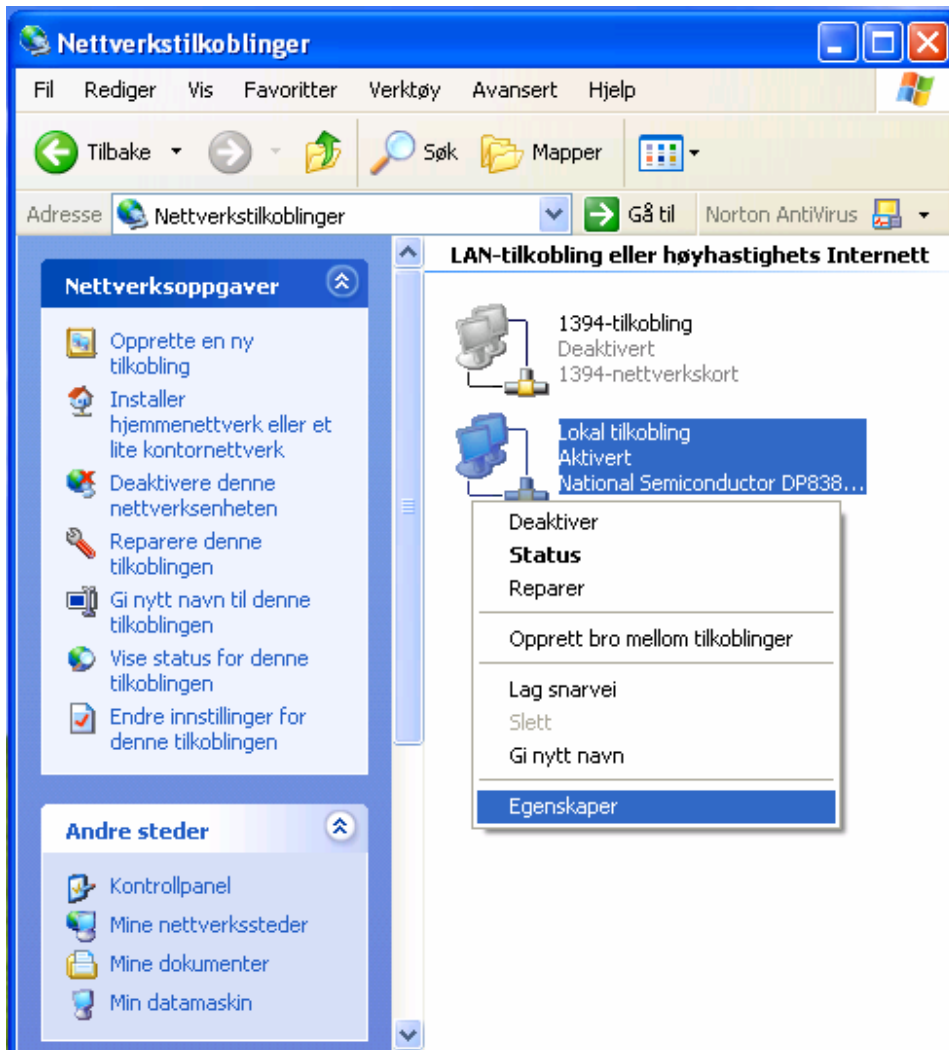 Nettverkstilkoblinger
Fil Rediger Vis Favoritter Verktøy Avansert Hjelp
Tilbake Søk Mapper
Adresse Nettverkstilkoblinger Gå til Norton AntiVirus
Nettverksoppgaver
Opprette en ny
tilkobling
Installer
hjemmenettverk eller et
lite kontornettverk
Deaktivere denne
nettverksenheten
Reparere denne
tilkoblingen
Gi nytt navn til denne
tilkoblingen
Vise status for denne
tilkoblingen
Endre innstillinger for
denne tilkoblingen
Andre steder
Kontrollpanel
Mine nettverkssteder
Mine dokumenter
Min datamaskin
LAN-tilkobling eller høyhastighets Internett
1394-tilkobling
Deaktivert
1394-nettverkskort
Lokal tilkobling
Aktivert
National Semiconductor DP838...
Deaktiver
Status
Reparer
Opprett bro mellom tilkoblinger
Lag snarvei
Slett
Gi nytt navn
Egenskaper